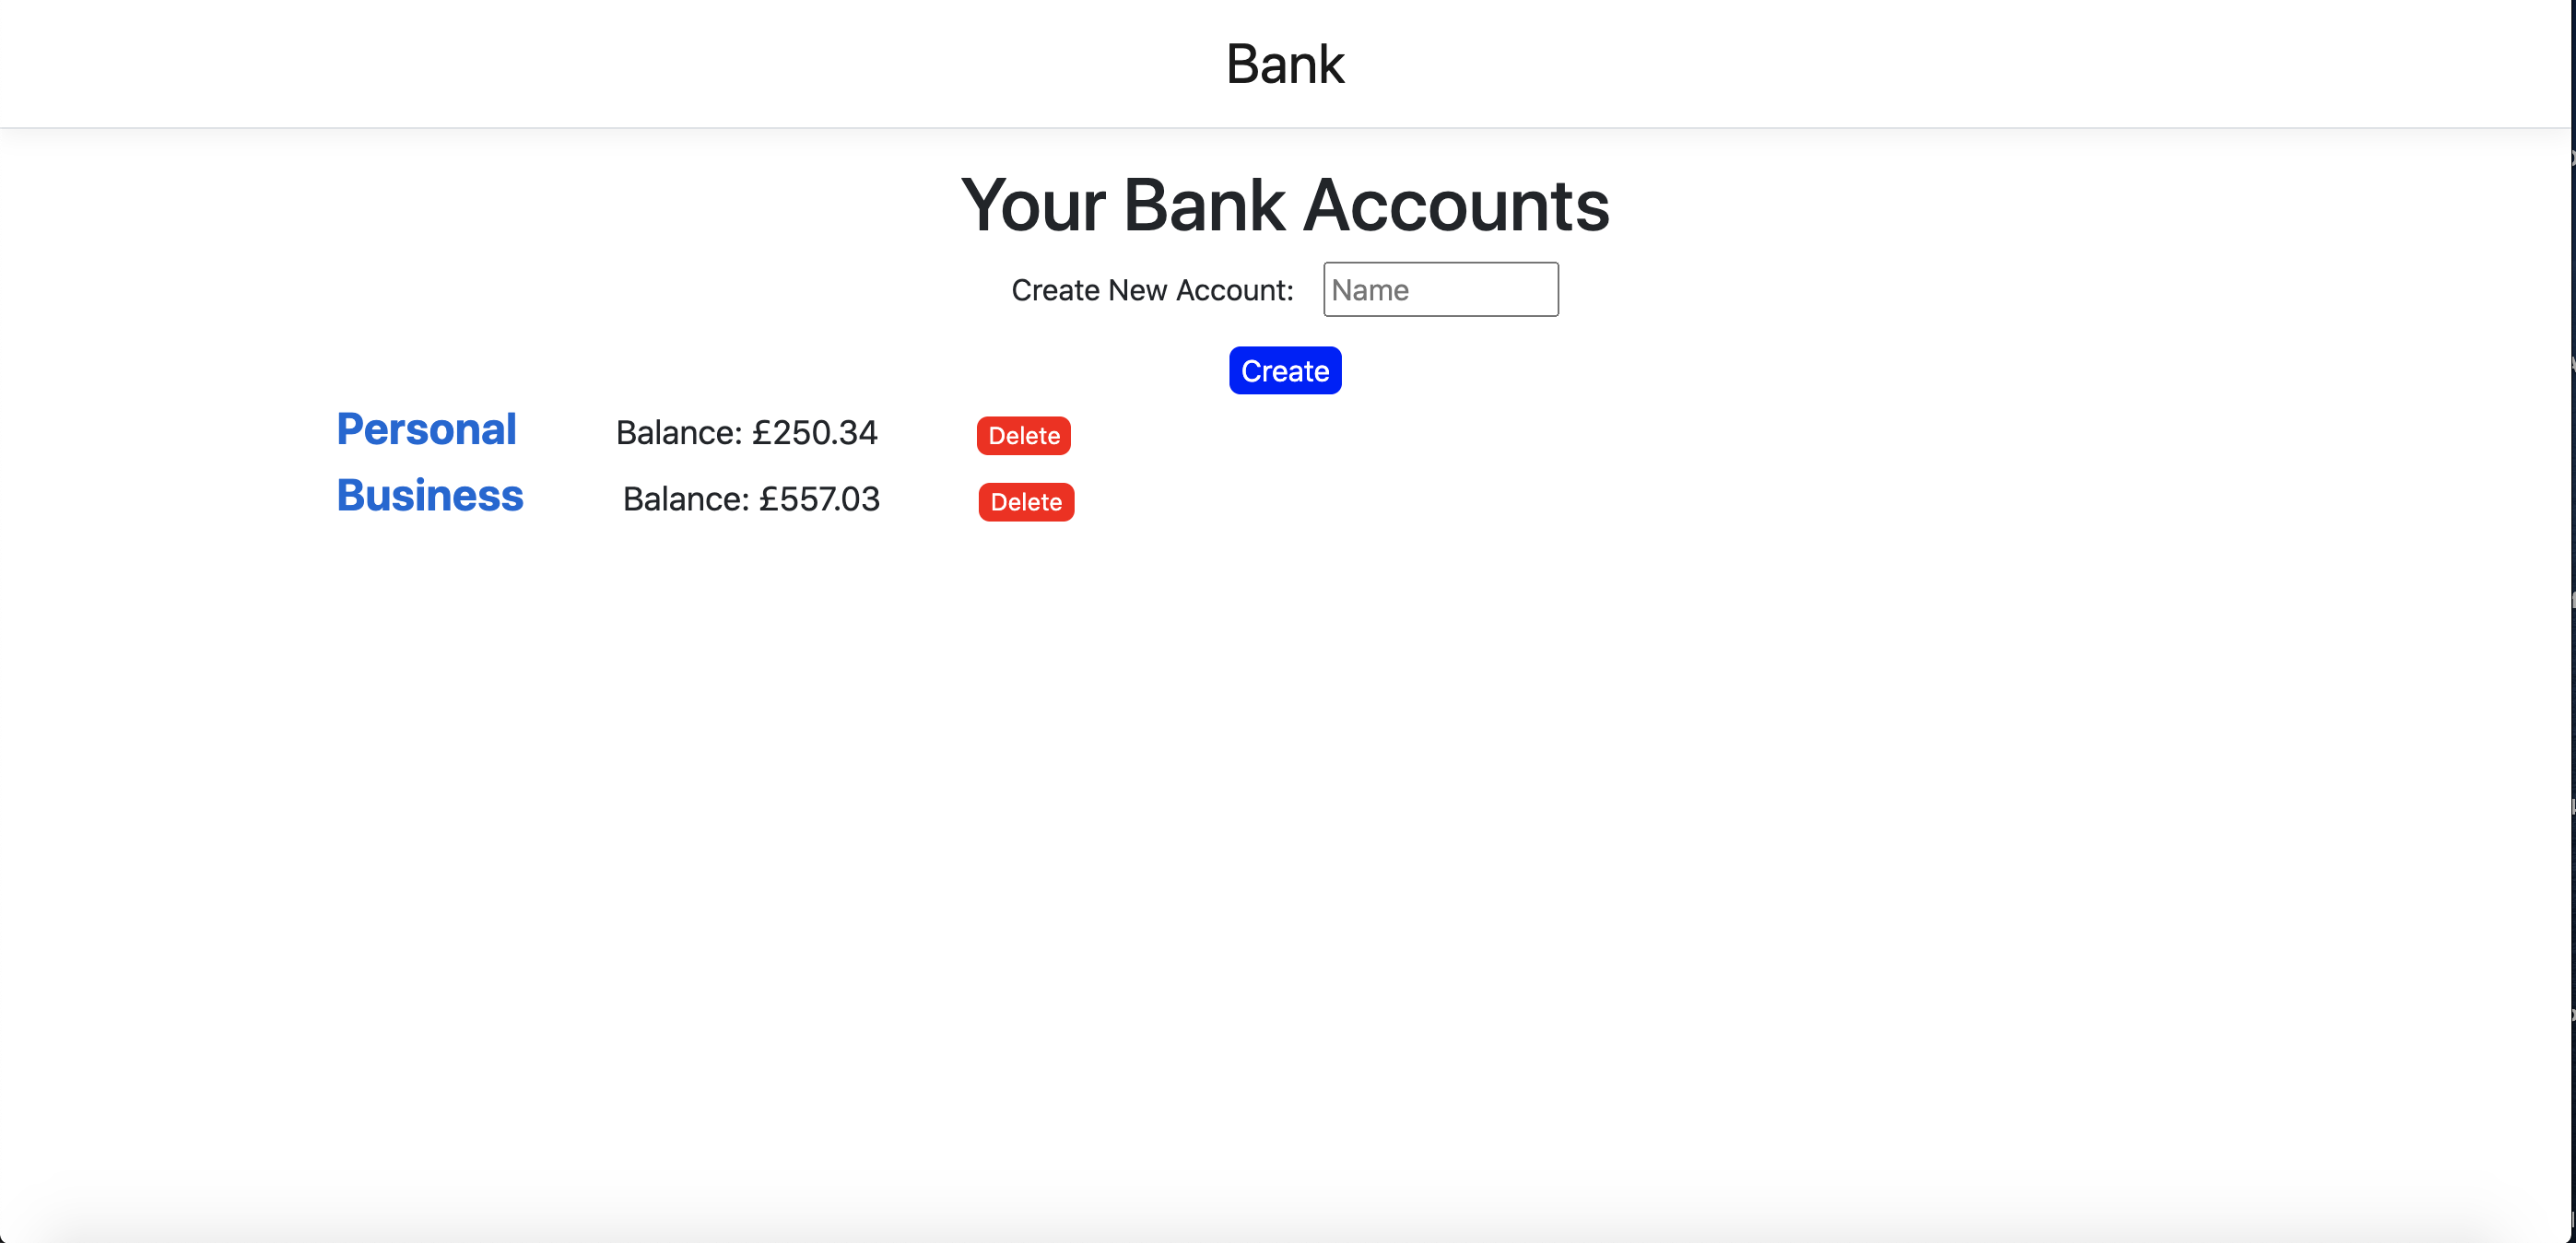 Bank
Your Bank Accounts
Create New Account: Name
Create
Personal Balance: £250.34 Delete
Business Balance: £557.03 Delete